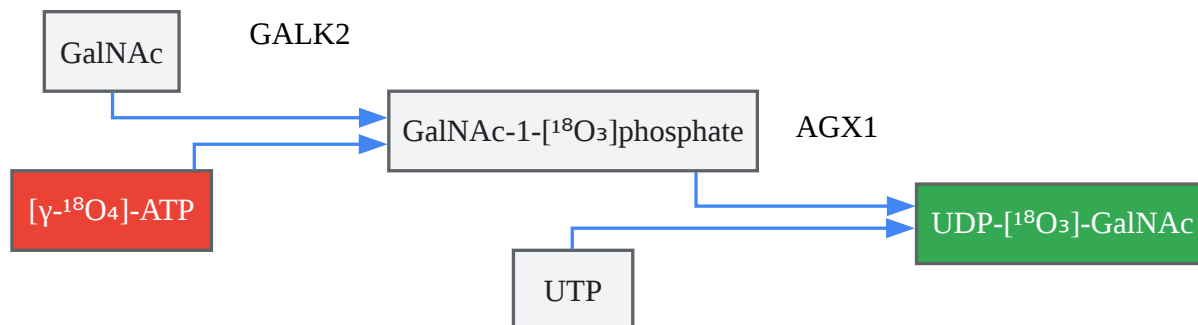 GalNAc
GALK2
GalNAc-1-[¹⁸O₃]phosphate
AGX1
[γ-¹⁸O₄]-ATP
UDP-[¹⁸O₃]-GalNAc
UTP